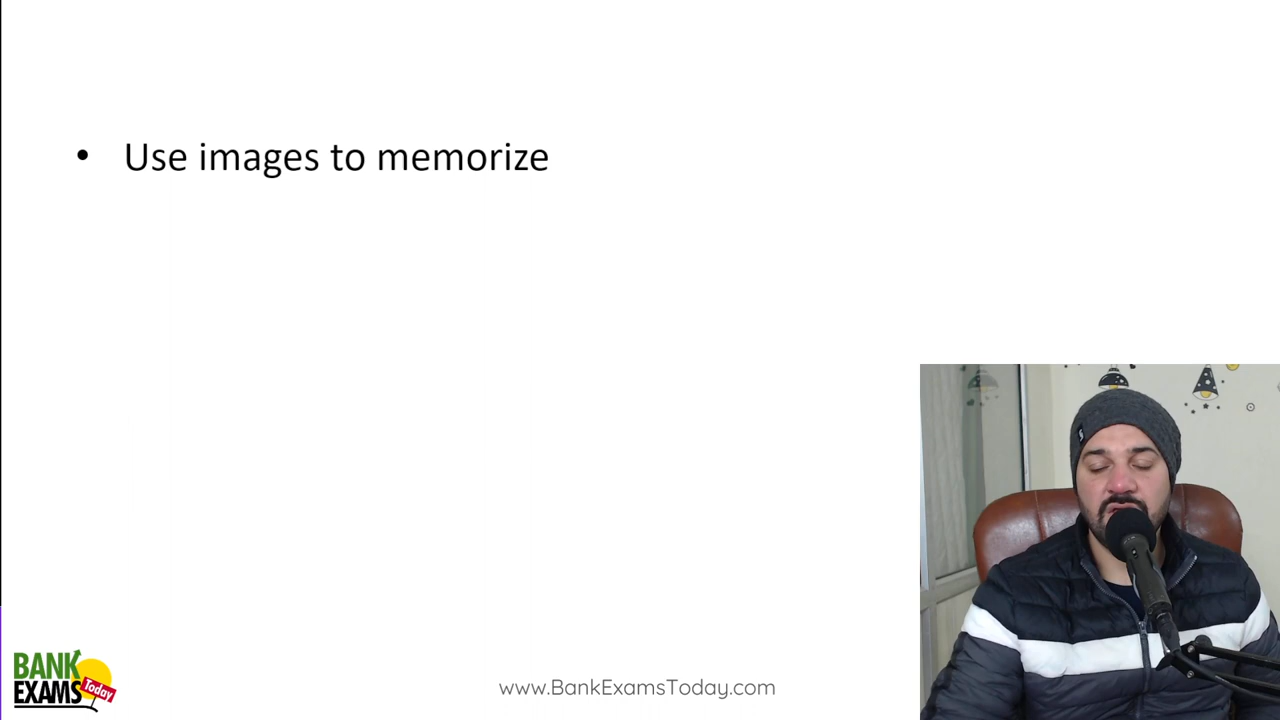 • Use images to memorize
BANK
EXAMS
Today
www.BankExamsToday.com